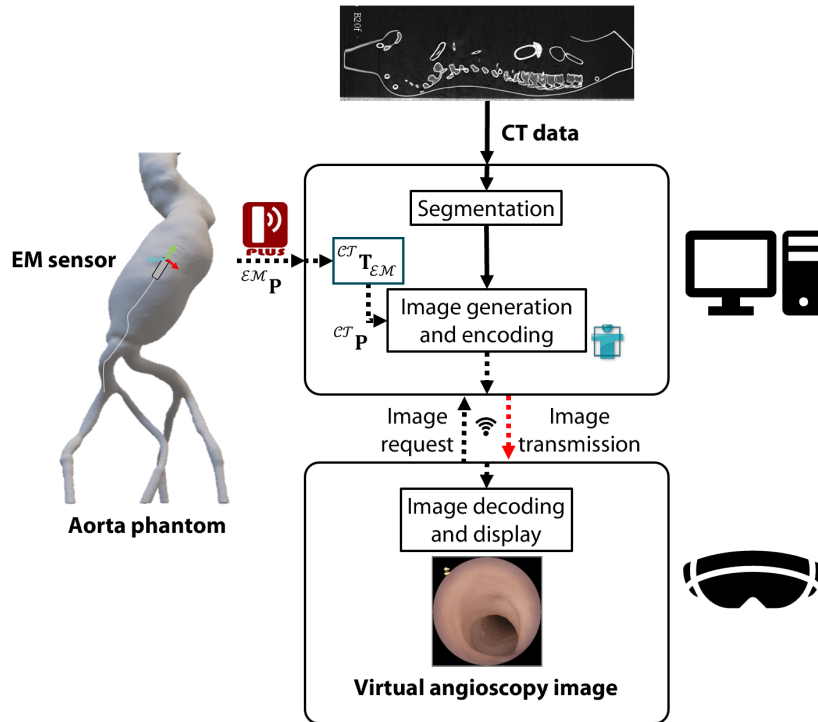 E20f
CT data
Segmentation
EM sensor
PLUS
ℰℳ P
𝒞𝒯 T ℰℳ
Image generation
and encoding
𝒞𝒯 P
Image
request
Image
transmission
Image decoding
and display
Aorta phantom
Virtual angioscopy image